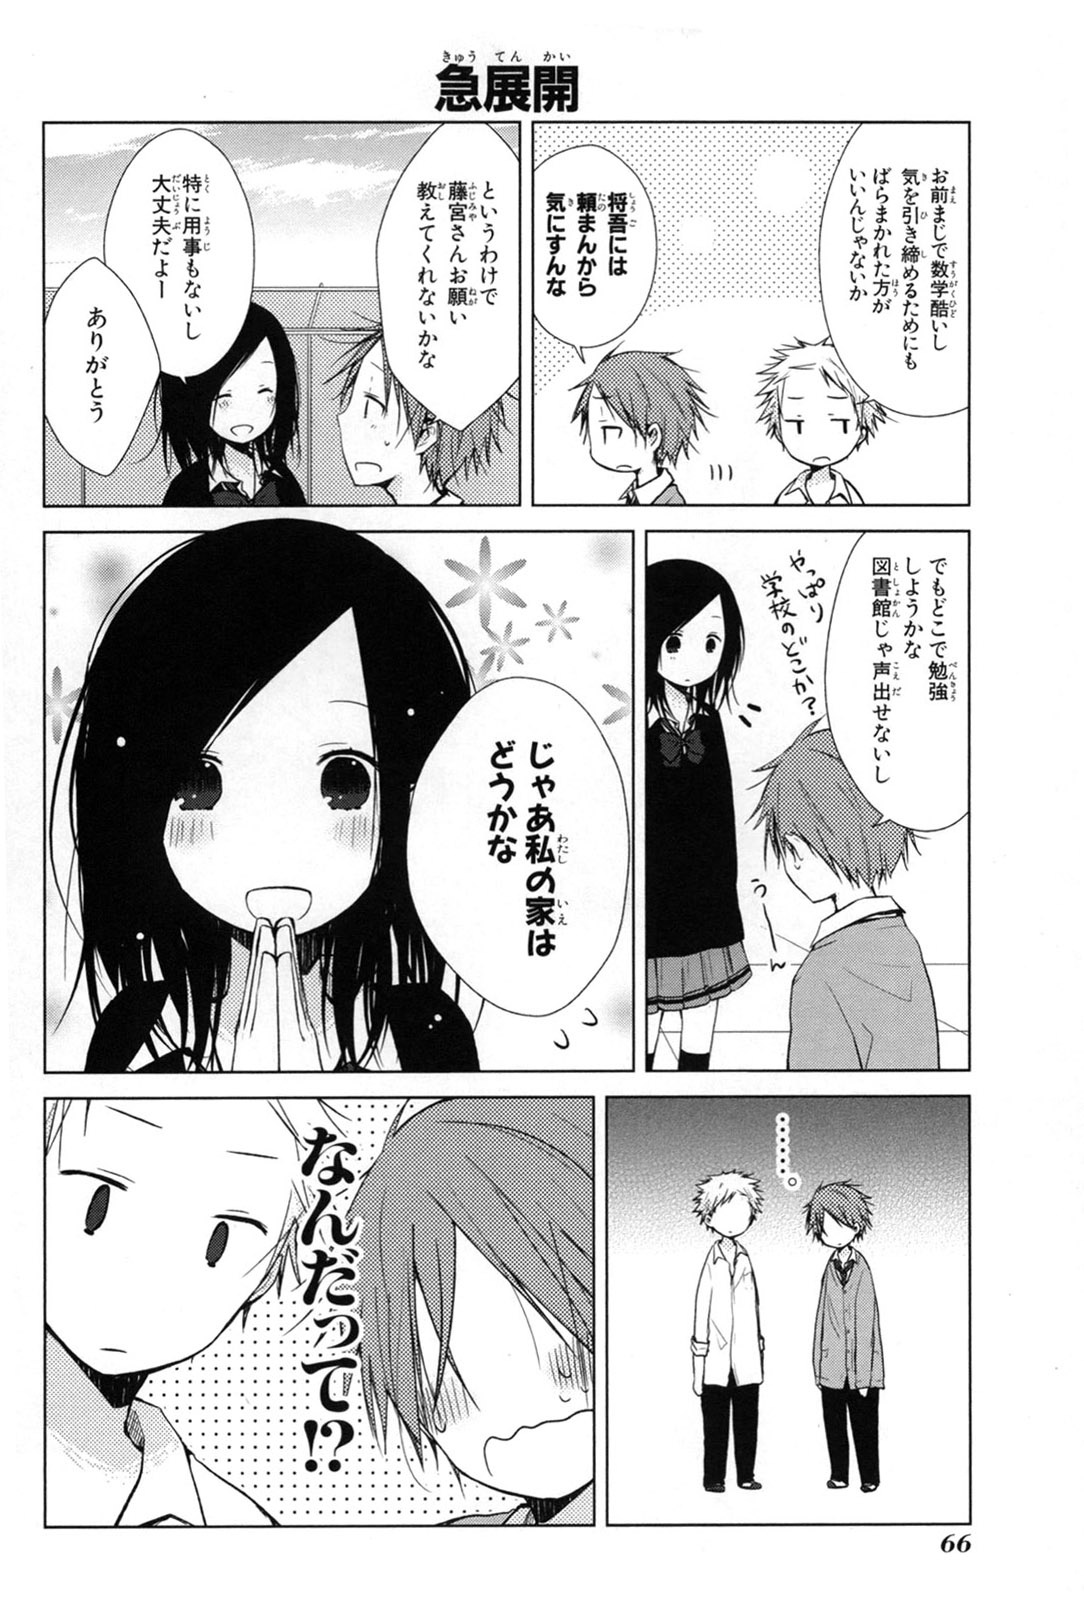 急展開
きゅうてんかい
お前まじで数学酷いし
気を引き締めるためにも
ばらまかれた方が
いいんじゃないか
将吾には
頼まんから
気にすんな
というわけで
藤宮さんお願い
教えてくれないかな
特に用事もないし
大丈夫だよー
ありがとう
でもどこで勉強
しようかな
図書館じゃ声出せないし
やっぱり
学校のどこか?
うーん
じゃあ私の家は
どうかな
………。
なんだって!?
66